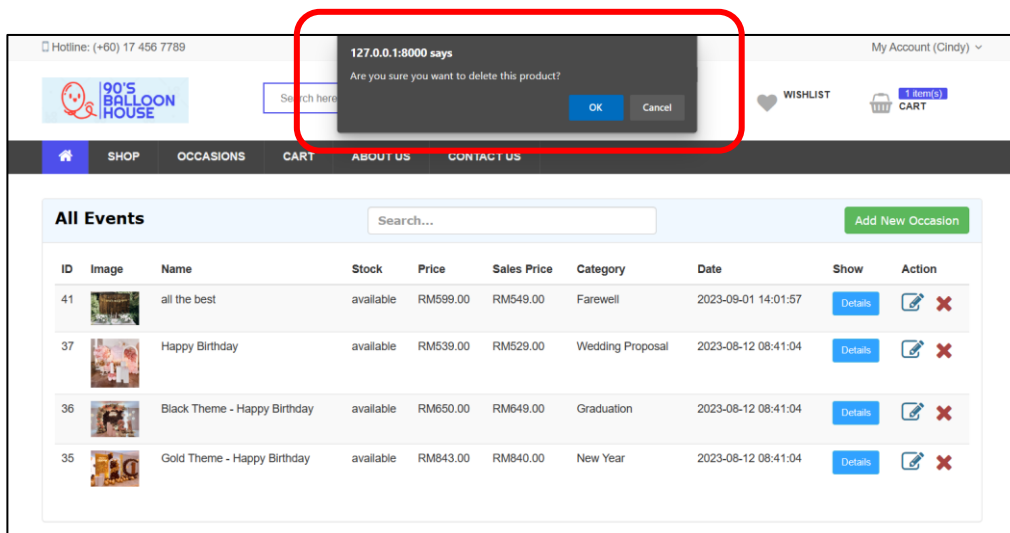 Hotline: (+60) 17 456 7789
My Account (Cindy)
127.0.0.1:8000 says
Are you sure you want to delete this product?
OK Cancel
90'S
BALLOON
HOUSE
Search here
WISHLIST
1 item(s)
CART
SHOP OCCASIONS CART ABOUT US CONTACT US
All Events
Search...
Add New Occasion
ID Image Name Stock Price Sales Price Category Date Show Action
41 all the best available RM599.00 RM549.00 Farewell 2023-09-01 14:01:57 Details
37 Happy Birthday available RM539.00 RM529.00 Wedding Proposal 2023-08-12 08:41:04 Details
36 Black Theme - Happy Birthday available RM650.00 RM649.00 Graduation 2023-08-12 08:41:04 Details
35 Gold Theme - Happy Birthday available RM843.00 RM840.00 New Year 2023-08-12 08:41:04 Details